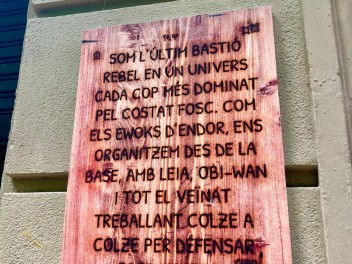 SOM L'ÚLTIM BASTIÓ
REBEL EN UN UNIVERS
CADA COP MÉS DOMINAT
PEL COSTAT FOSC. COM
ELS EWOKS D'ENDOR, ENS
ORGANITZEM DES DE LA
BASE, AMB LEIA, OBI-WAN
I TOT EL VEÏNAT
TREBALLANT COLZE A
COLZE PER DEFENSAR